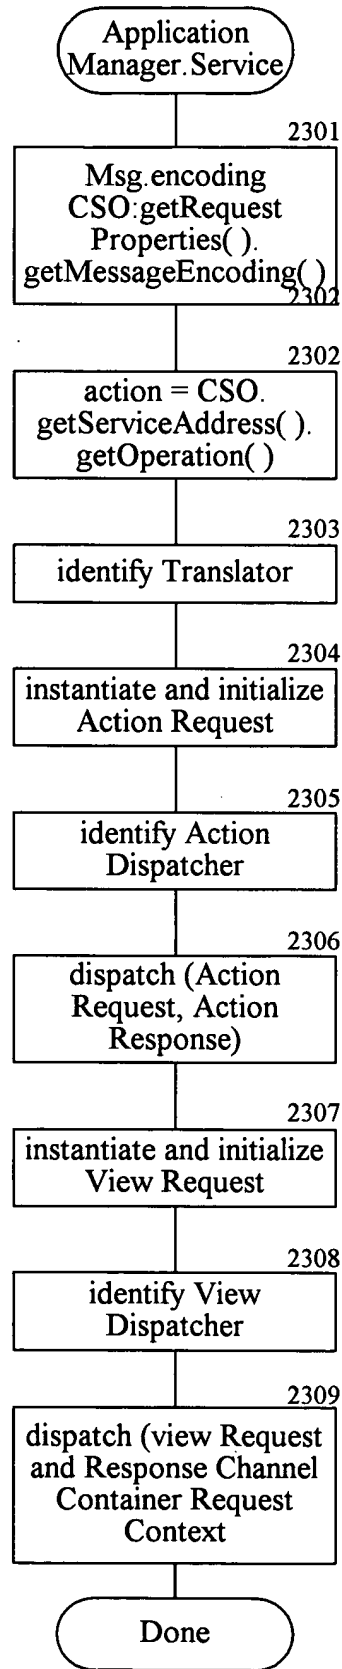 Application
Manager.Service
2301
Msg.encoding
CSO:getRequest
Properties( ).
getMessageEncoding( )
2302
2302
action = CSO.
getServiceAddress( ).
getOperation( )
2303
identify Translator
2304
instantiate and initialize
Action Request
2305
identify Action
Dispatcher
2306
dispatch (Action
Request, Action
Response)
2307
instantiate and initialize
View Request
2308
identify View
Dispatcher
2309
dispatch (view Request
and Response Channel
Container Request
Context
Done